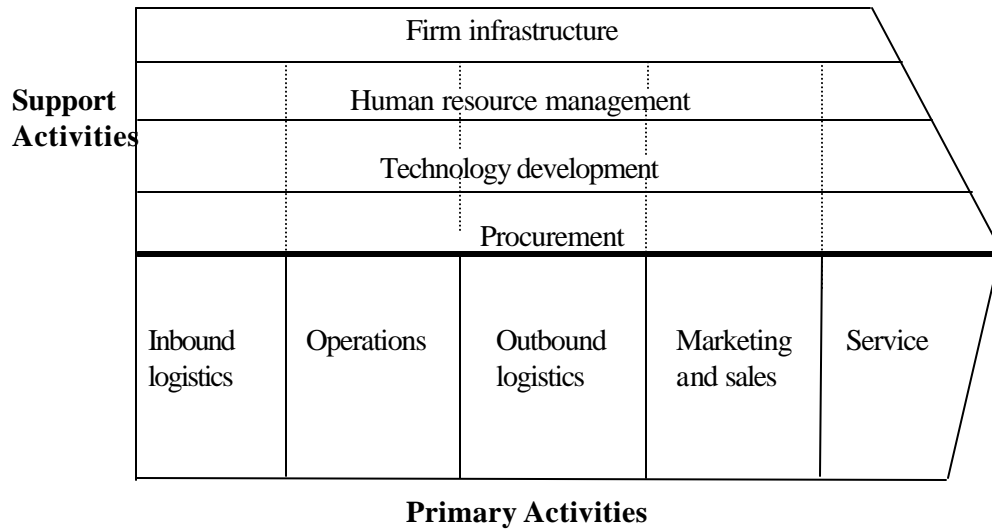 Firm infrastructure
Support
Activities
Human resource management
Technology development
Procurement
Inbound
logistics
Operations
Outbound
logistics
Marketing
and sales
Service
Primary Activities